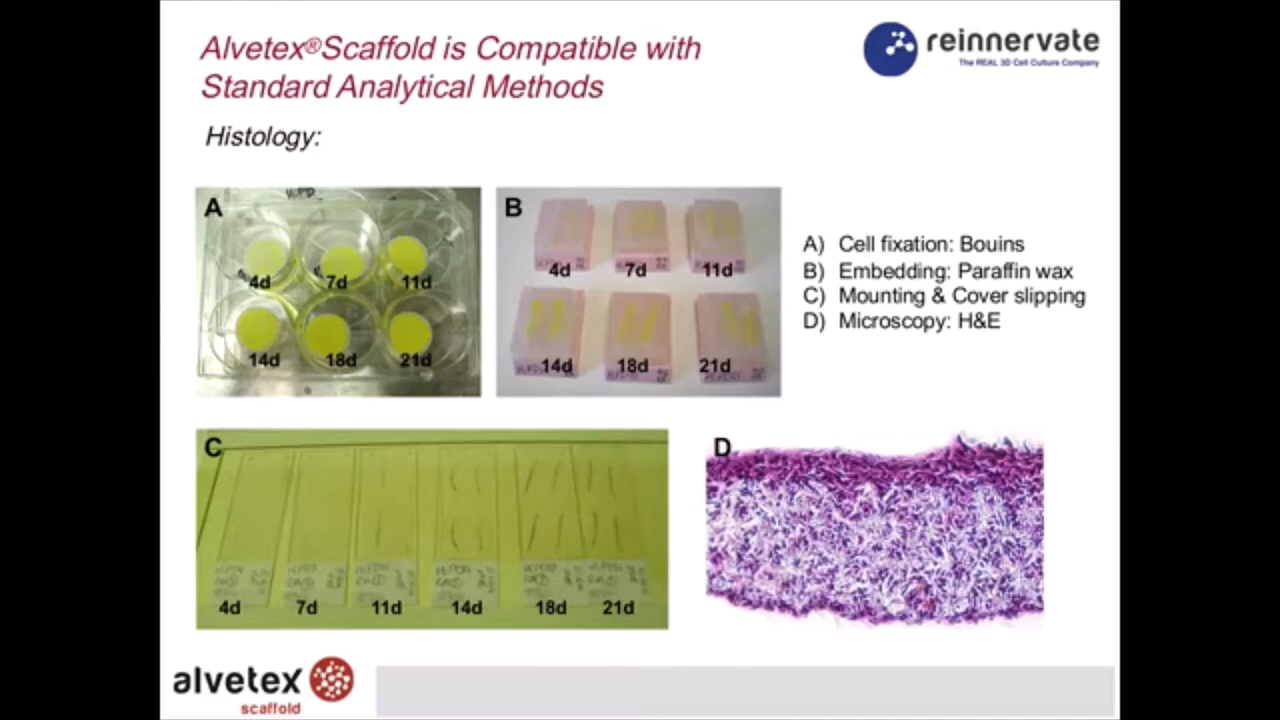 Alvetex®Scaffold is Compatible with
Standard Analytical Methods
reinnervate
The REAL 3D Cell Culture Company
Histology:
A
4d
7d
11d
14d
18d
21d
B
4d
7d
11d
14d
18d
21d
A) Cell fixation: Bouins
B) Embedding: Paraffin wax
C) Mounting & Cover slipping
D) Microscopy: H&E
C
4d
7d
11d
14d
18d
21d
D
alvetex
scaffold